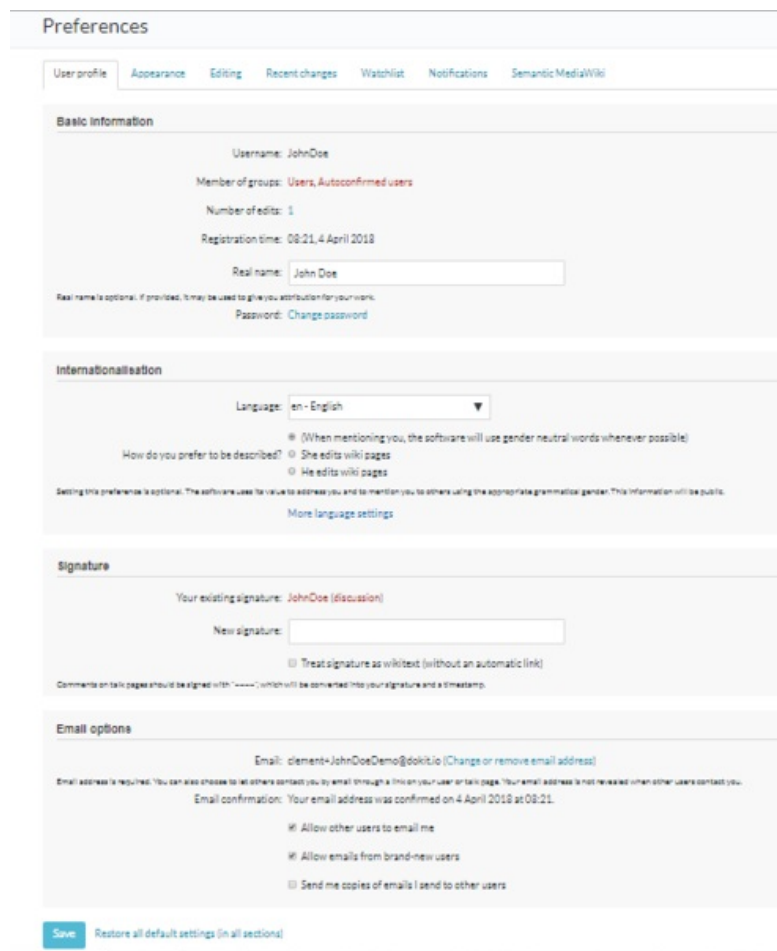 Preferences
User profile Appearance Editing Recent changes Watchlist Notifications Semantic MediaWiki
Basic information
Username: JohnDoe
Member of groups: Users, Autoconfirmed users
Number of edits: 1
Registration time: 08:21, 4 April 2018
Real name: John Doe
Real name is optional. If provided, it may be used to give you attribution for your work.
Password: Change password
Internationalisation
Language: en - English
(When mentioning you, the software will use gender neutral words whenever possible)
How do you prefer to be described? She edits wiki pages
He edits wiki pages
Setting this preference is optional. The software uses its value to address you and to mention you to others using the appropriate grammatical gender. This information will be public.
More language settings
Signature
Your existing signature: JohnDoe (discussion)
New signature:
Treat signature as wikitext (without an automatic link)
Comments on talk pages should be signed with "~~~~", which will be converted into your signature and a timestamp.
Email options
Email: clement+JohnDoeDemo@dokit.io (Change or remove email address)
Email address is required. You can also choose to let others contact you by email through a link on your user or talk page. Your email address is not revealed when other users contact you.
Email confirmation: Your email address was confirmed on 4 April 2018 at 08:21.
Allow other users to email me
Allow emails from brand-new users
Send me copies of emails I send to other users
Save Restore all default settings (in all sections)